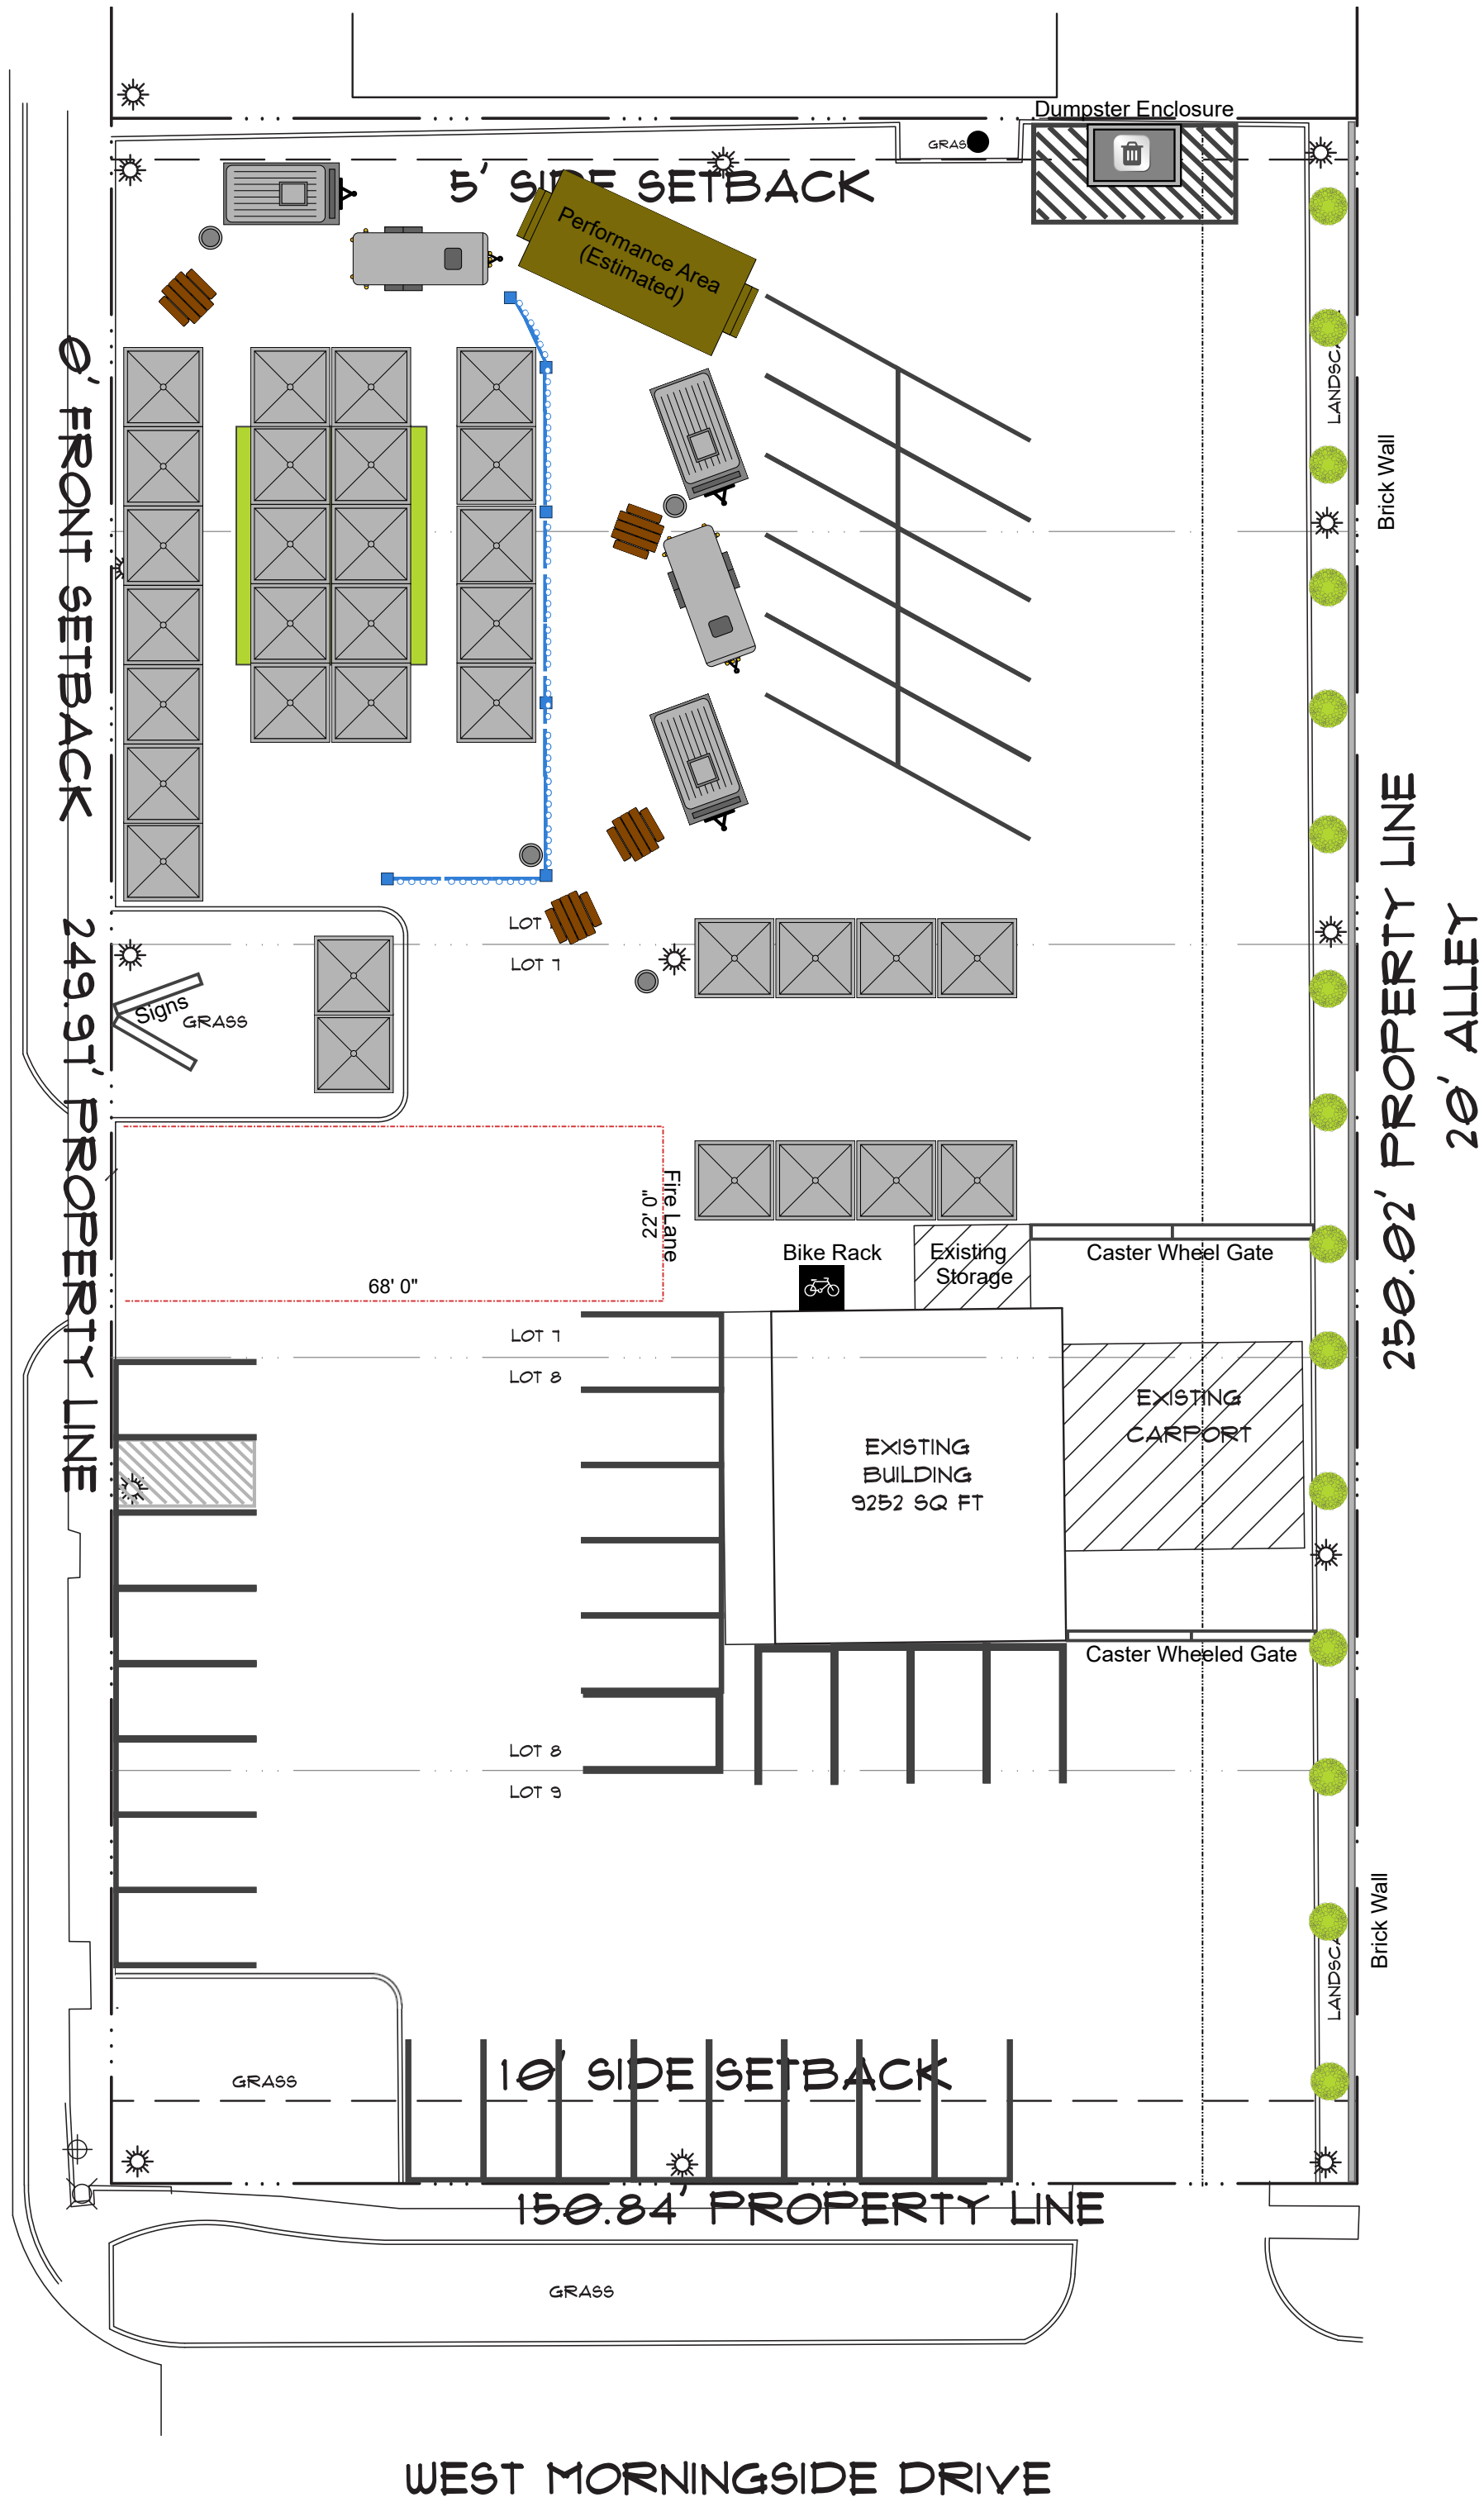 Dumpster Enclosure
GRAS
5' SIDE SETBACK
Performance Area
(Estimated)
0' FRONT SETBACK
LANDSCA
Brick Wall
LOT
LOT 7
Signs
GRASS
249.97' PROPERTY LINE
250.02' PROPERTY LINE
20' ALLEY
Fire Lane
22' 0"
68' 0"
Bike Rack
Existing
Storage
Caster Wheel Gate
LOT 7
LOT 8
EXISTING
CARPORT
EXISTING
BUILDING
9252 SQ FT
Caster Wheeled Gate
LOT 8
LOT 9
Brick Wall
LANDSCA
GRASS
10' SIDE SETBACK
150.84' PROPERTY LINE
GRASS
WEST MORNINGSIDE DRIVE